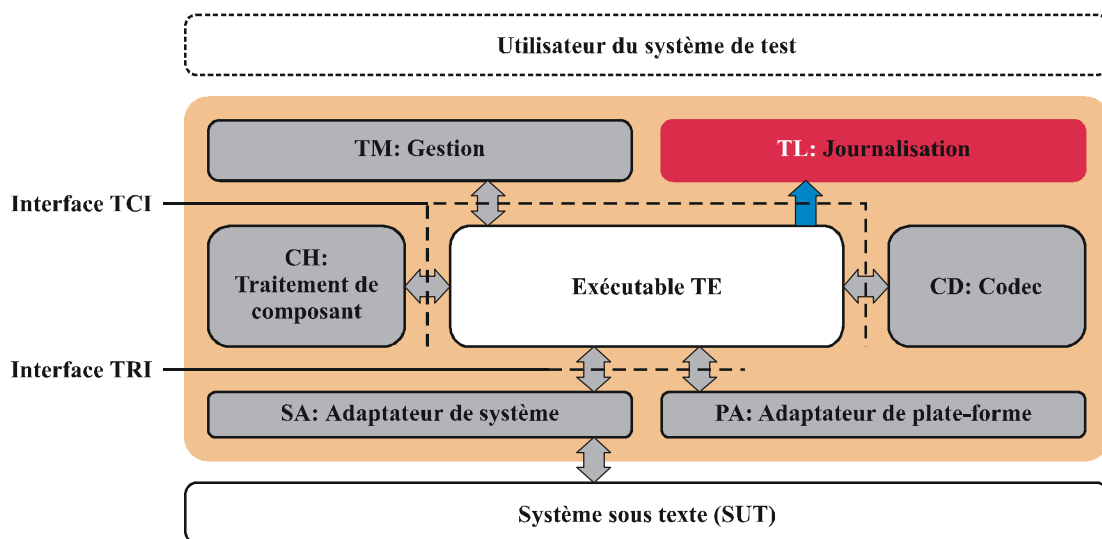 Utilisateur du système de test
TM: Gestion
TL: Journalisation
Interface TCI
CH:
Traitement de
composant
Exécutable TE
CD: Codec
Interface TRI
SA: Adaptateur de système
PA: Adaptateur de plate-forme
Système sous texte (SUT)